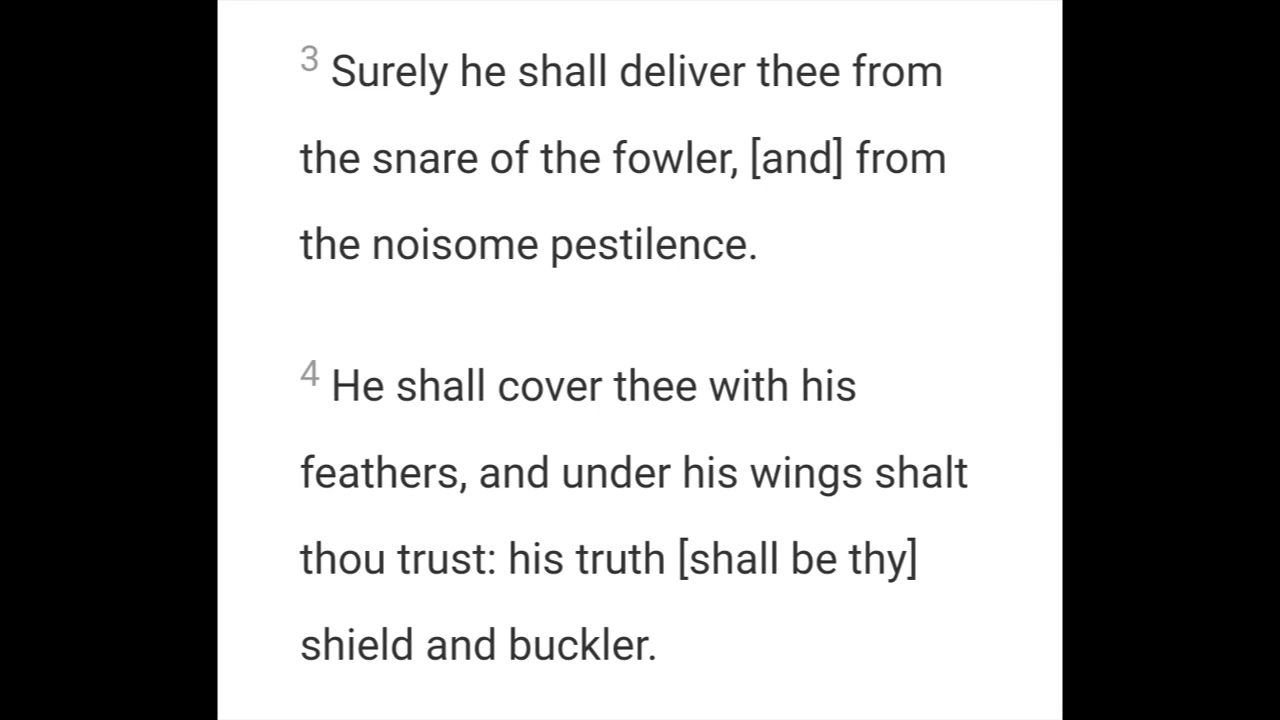 3 Surely he shall deliver thee from
the snare of the fowler, [and] from
the noisome pestilence.
4 He shall cover thee with his
feathers, and under his wings shalt
thou trust: his truth [shall be thy]
shield and buckler.